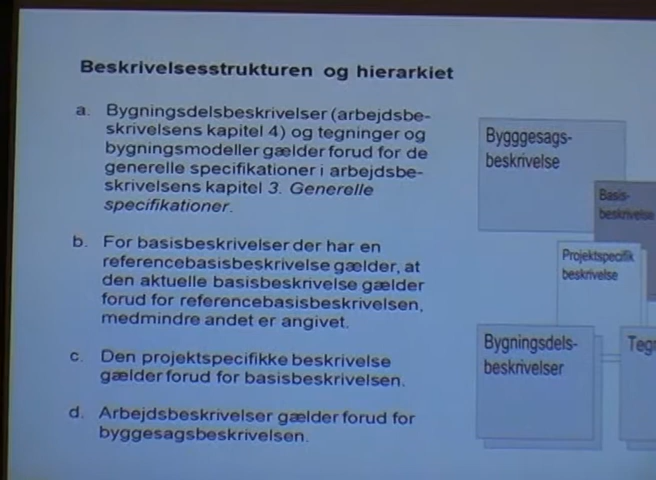 Beskrivelsesstrukturen og hierarkiet
a. Bygningsdelsbeskrivelser (arbejdsbe-
skrivelsens kapitel 4) og tegninger og
bygningsmodeller gælder forud for de
generelle specifikationer i arbejdsbe-
skrivelsens kapitel 3. Generelle
specifikationer.
b. For basisbeskrivelser der har en
referencebasisbeskrivelse gælder, at
den aktuelle basisbeskrivelse gælder
forud for referencebasisbeskrivelsen,
medmindre andet er angivet.
c. Den projektspecifikke beskrivelse
gælder forud for basisbeskrivelsen.
d. Arbejdsbeskrivelser gælder forud for
byggesagsbeskrivelsen.
Bygggesags-
beskrivelse
Basis-
beskrivelse
Projektspecifik
beskrivelse
Bygningsdels-
beskrivelser